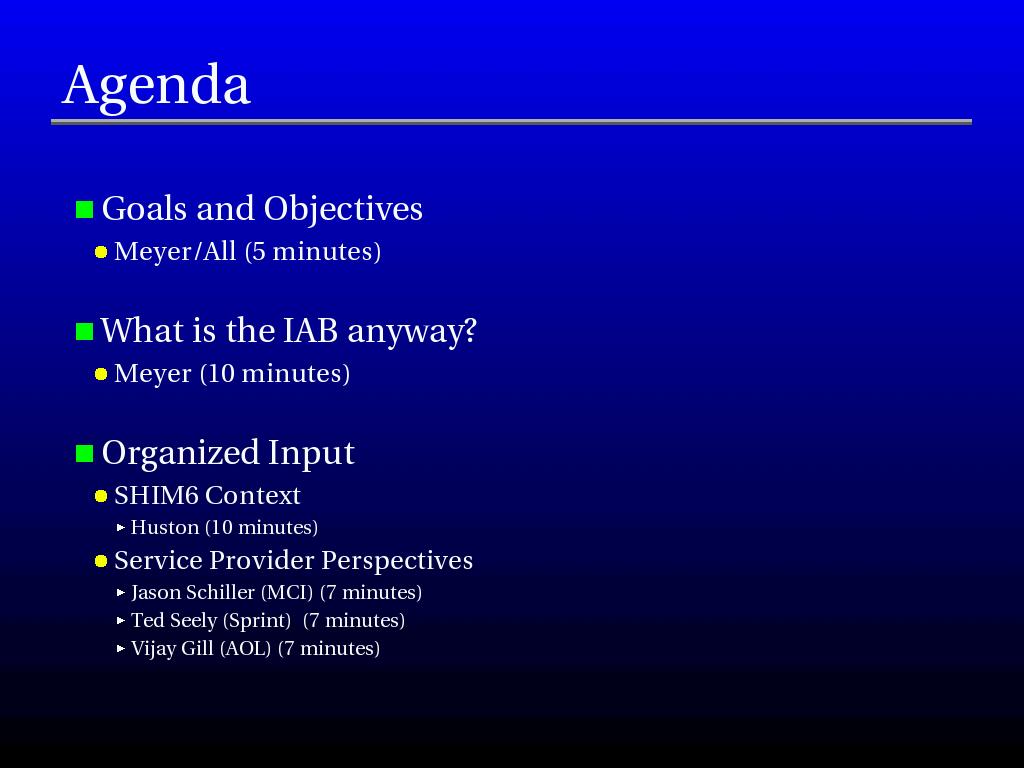 Agenda
Goals and Objectives
Meyer/All (5 minutes)
What is the IAB anyway?
Meyer (10 minutes)
Organized Input
SHIM6 Context
Huston (10 minutes)
Service Provider Perspectives
Jason Schiller (MCI) (7 minutes)
Ted Seely (Sprint)  (7 minutes)
Vijay Gill (AOL) (7 minutes)